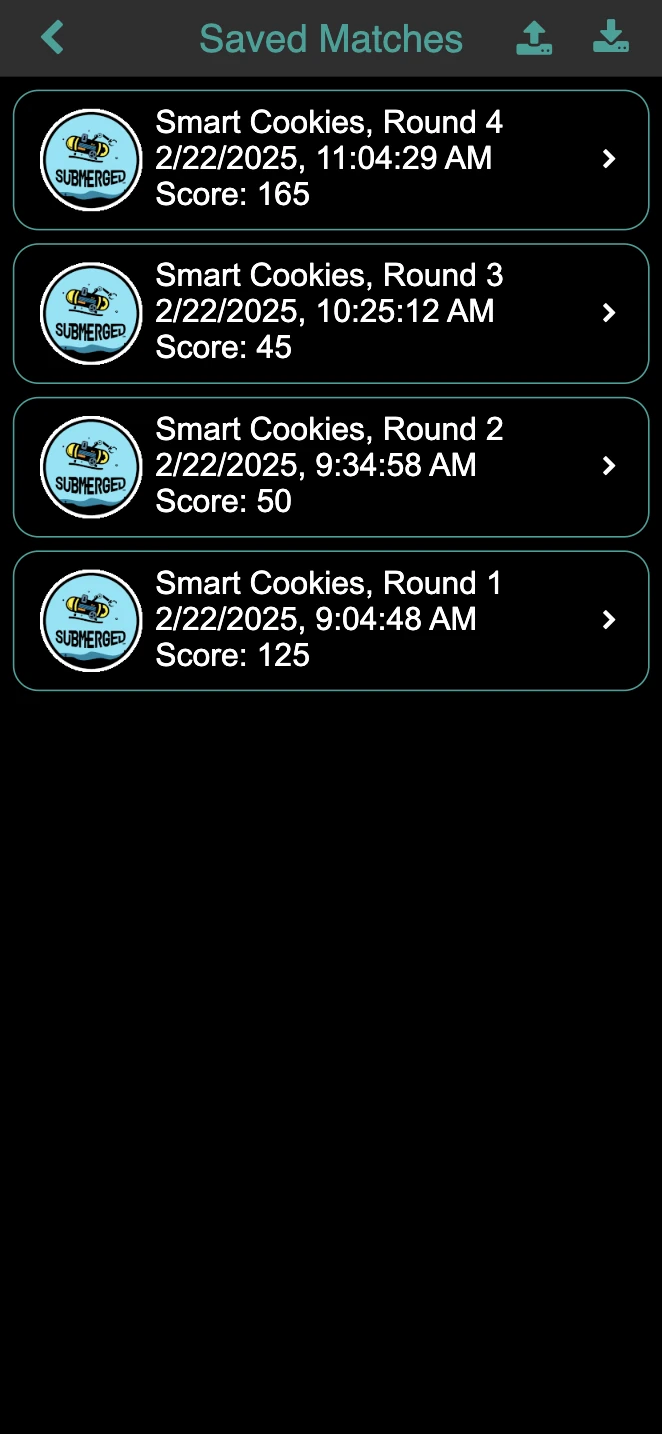 Saved Matches
SUBMERGED
Smart Cookies, Round 4
2/22/2025, 11:04:29 AM
Score: 165
SUBMERGED
Smart Cookies, Round 3
2/22/2025, 10:25:12 AM
Score: 45
SUBMERGED
Smart Cookies, Round 2
2/22/2025, 9:34:58 AM
Score: 50
SUBMERGED
Smart Cookies, Round 1
2/22/2025, 9:04:48 AM
Score: 125